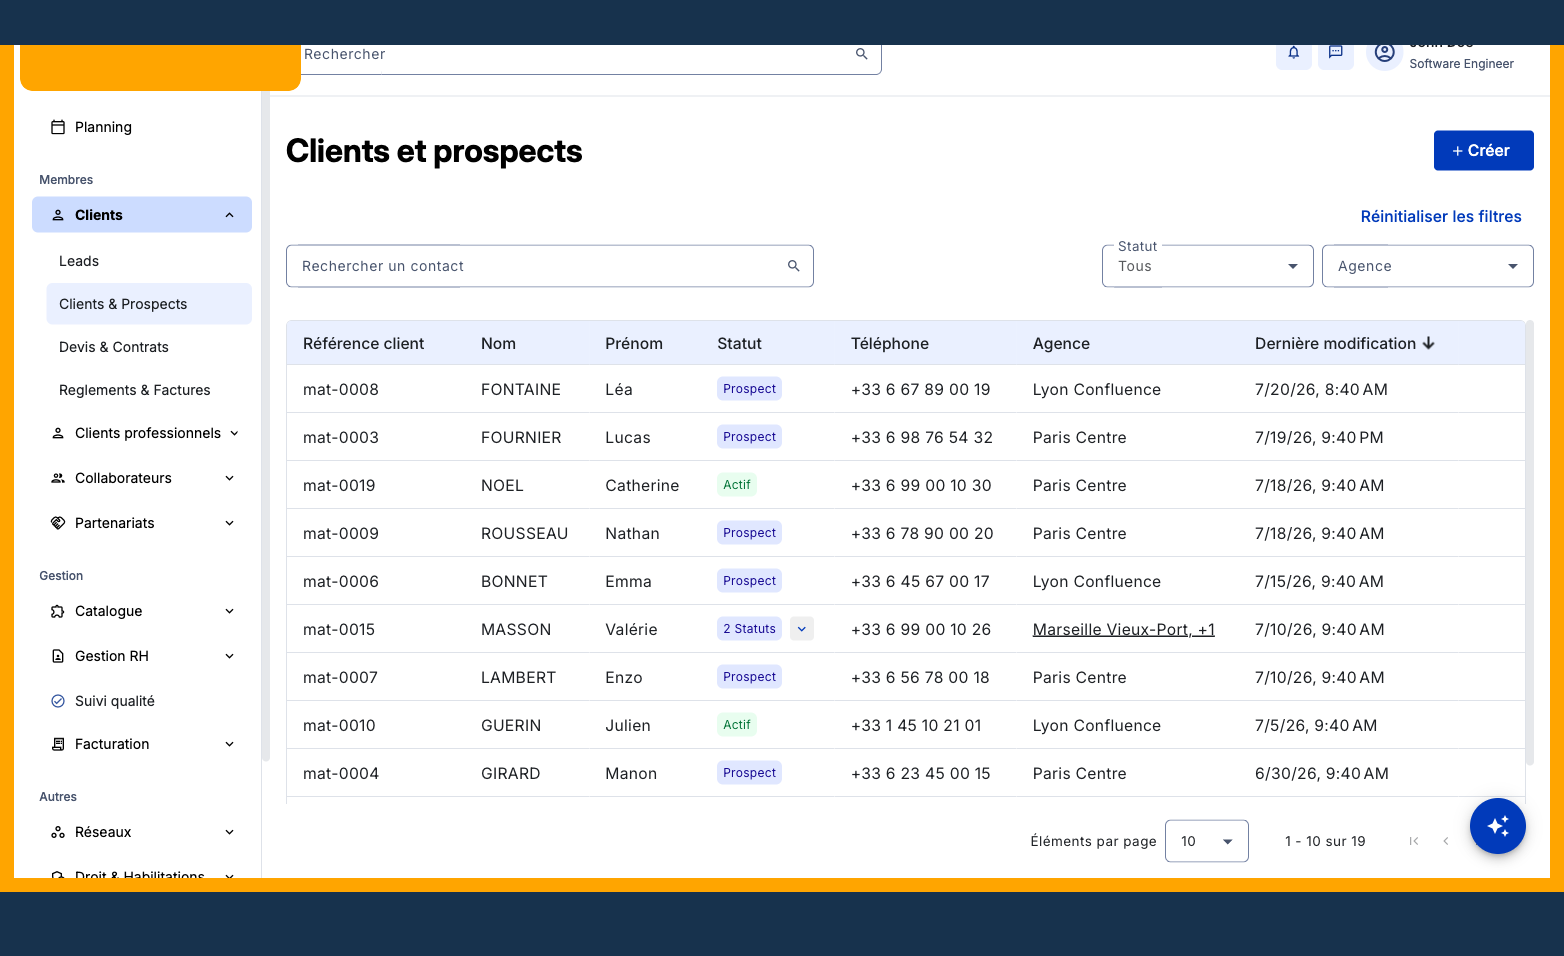 Rechercher
John Doe
Software Engineer
Planning
Membres
Clients
Leads
Clients & Prospects
Devis & Contrats
Reglements & Factures
Clients professionnels
Collaborateurs
Partenariats
Gestion
Catalogue
Gestion RH
Suivi qualité
Facturation
Autres
Réseaux
Droit & Habilitations
Clients et prospects
+ Créer
Réinitialiser les filtres
Rechercher un contact
Statut
Tous
Agence
Référence client Nom Prénom Statut Téléphone Agence Dernière modification
mat-0008 FONTAINE Léa Prospect +33 6 67 89 00 19 Lyon Confluence 7/20/26, 8:40 AM
mat-0003 FOURNIER Lucas Prospect +33 6 98 76 54 32 Paris Centre 7/19/26, 9:40 PM
mat-0019 NOEL Catherine Actif +33 6 99 00 10 30 Paris Centre 7/18/26, 9:40 AM
mat-0009 ROUSSEAU Nathan Prospect +33 6 78 90 00 20 Paris Centre 7/18/26, 9:40 AM
mat-0006 BONNET Emma Prospect +33 6 45 67 00 17 Lyon Confluence 7/15/26, 9:40 AM
mat-0015 MASSON Valérie 2 Statuts +33 6 99 00 10 26 Marseille Vieux-Port, +1 7/10/26, 9:40 AM
mat-0007 LAMBERT Enzo Prospect +33 6 56 78 00 18 Paris Centre 7/10/26, 9:40 AM
mat-0010 GUERIN Julien Actif +33 1 45 10 21 01 Lyon Confluence 7/5/26, 9:40 AM
mat-0004 GIRARD Manon Prospect +33 6 23 45 00 15 Paris Centre 6/30/26, 9:40 AM
Éléments par page 10 1 - 10 sur 19